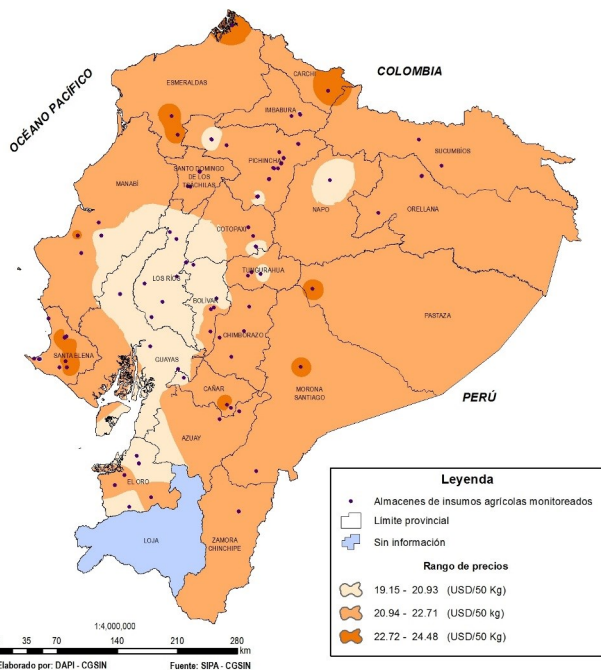 OCÉANO PACÍFICO
COLOMBIA
ESMERALDAS
CARCHI
IMBABURA
SUCUMBÍOS
PICHINCHA
SANTO DOMINGO
DE LOS
TSÁCHILAS
MANABÍ
NAPO
ORELLANA
COTOPAXI
TUNGURAHUA
LOS RÍOS
BOLÍVAR
PASTAZA
CHIMBORAZO
SANTA ELENA
GUAYAS
MORONA
SANTIAGO
CAÑAR
PERÚ
AZUAY
EL ORO
LOJA
ZAMORA
CHINCHIPE
Leyenda
Almacenes de insumos agrícolas monitoreados
Límite provincial
Sin información
Rango de precios
19.15 - 20.93 (USD/50 Kg)
20.94 - 22.71 (USD/50 kg)
22.72 - 24.48 (USD/50 Kg)
1:4,000,000
35 70 140 210 280
km
Elaborado por: DAPI - CGSIN
Fuente: SIPA - CGSIN